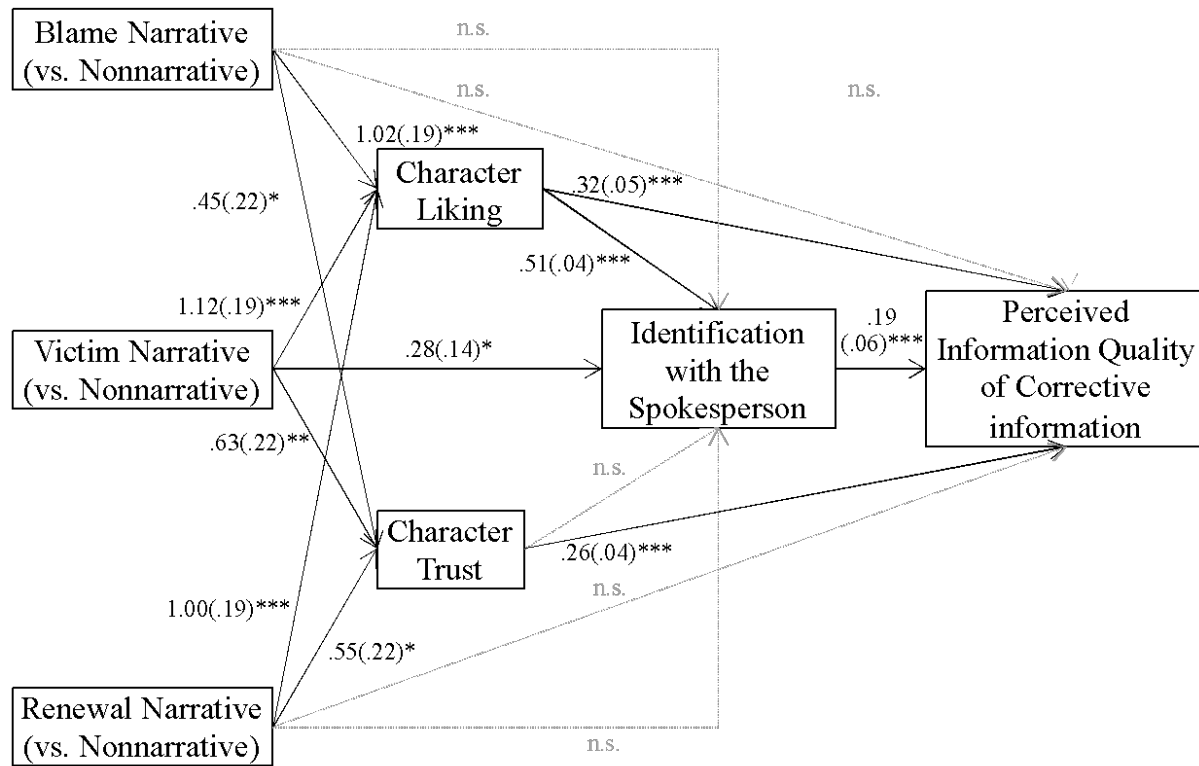 Blame Narrative
(vs. Nonnarrative)
n.s.
n.s.
n.s.
1.02(.19)***
Character
Liking
.32(.05)***
.45(.22)*
.51(.04)***
1.12(.19)***
Victim Narrative
(vs. Nonnarrative)
.28(.14)*
Identification
with the
Spokesperson
.19
(.06)***
Perceived
Information Quality
of Corrective
information
.63(.22)**
n.s.
Character
Trust
.26(.04)***
n.s.
1.00(.19)***
.55(.22)*
Renewal Narrative
(vs. Nonnarrative)
n.s.